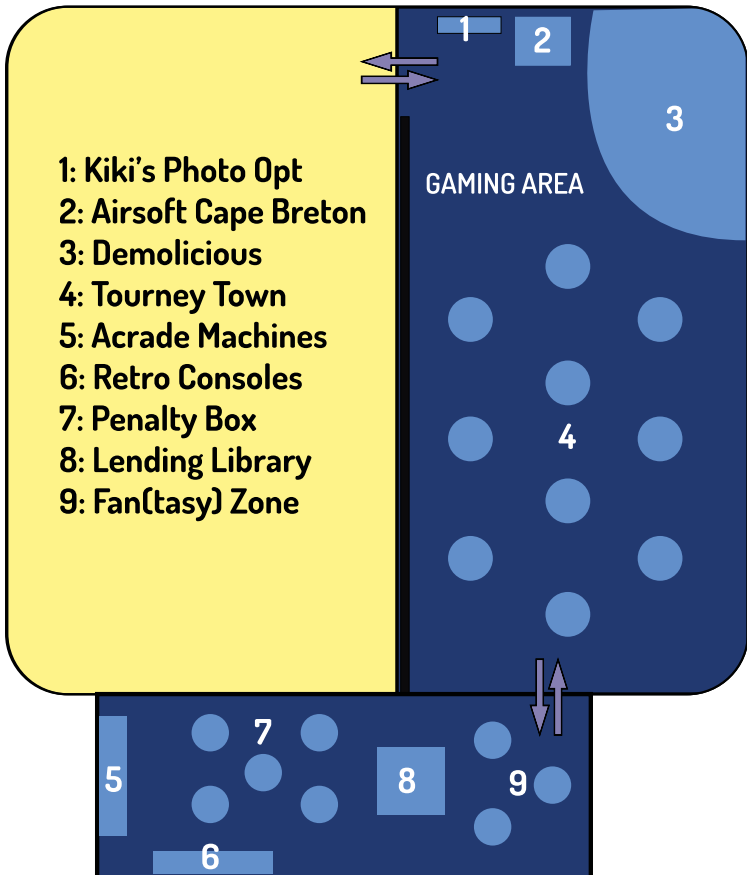 1
2
3
1: Kiki's Photo Opt
2: Airsoft Cape Breton
3: Demolicious
4: Tourney Town
5: Acrade Machines
6: Retro Consoles
7: Penalty Box
8: Lending Library
9: Fan(tasy) Zone
GAMING AREA
4
5
7
8
9
6